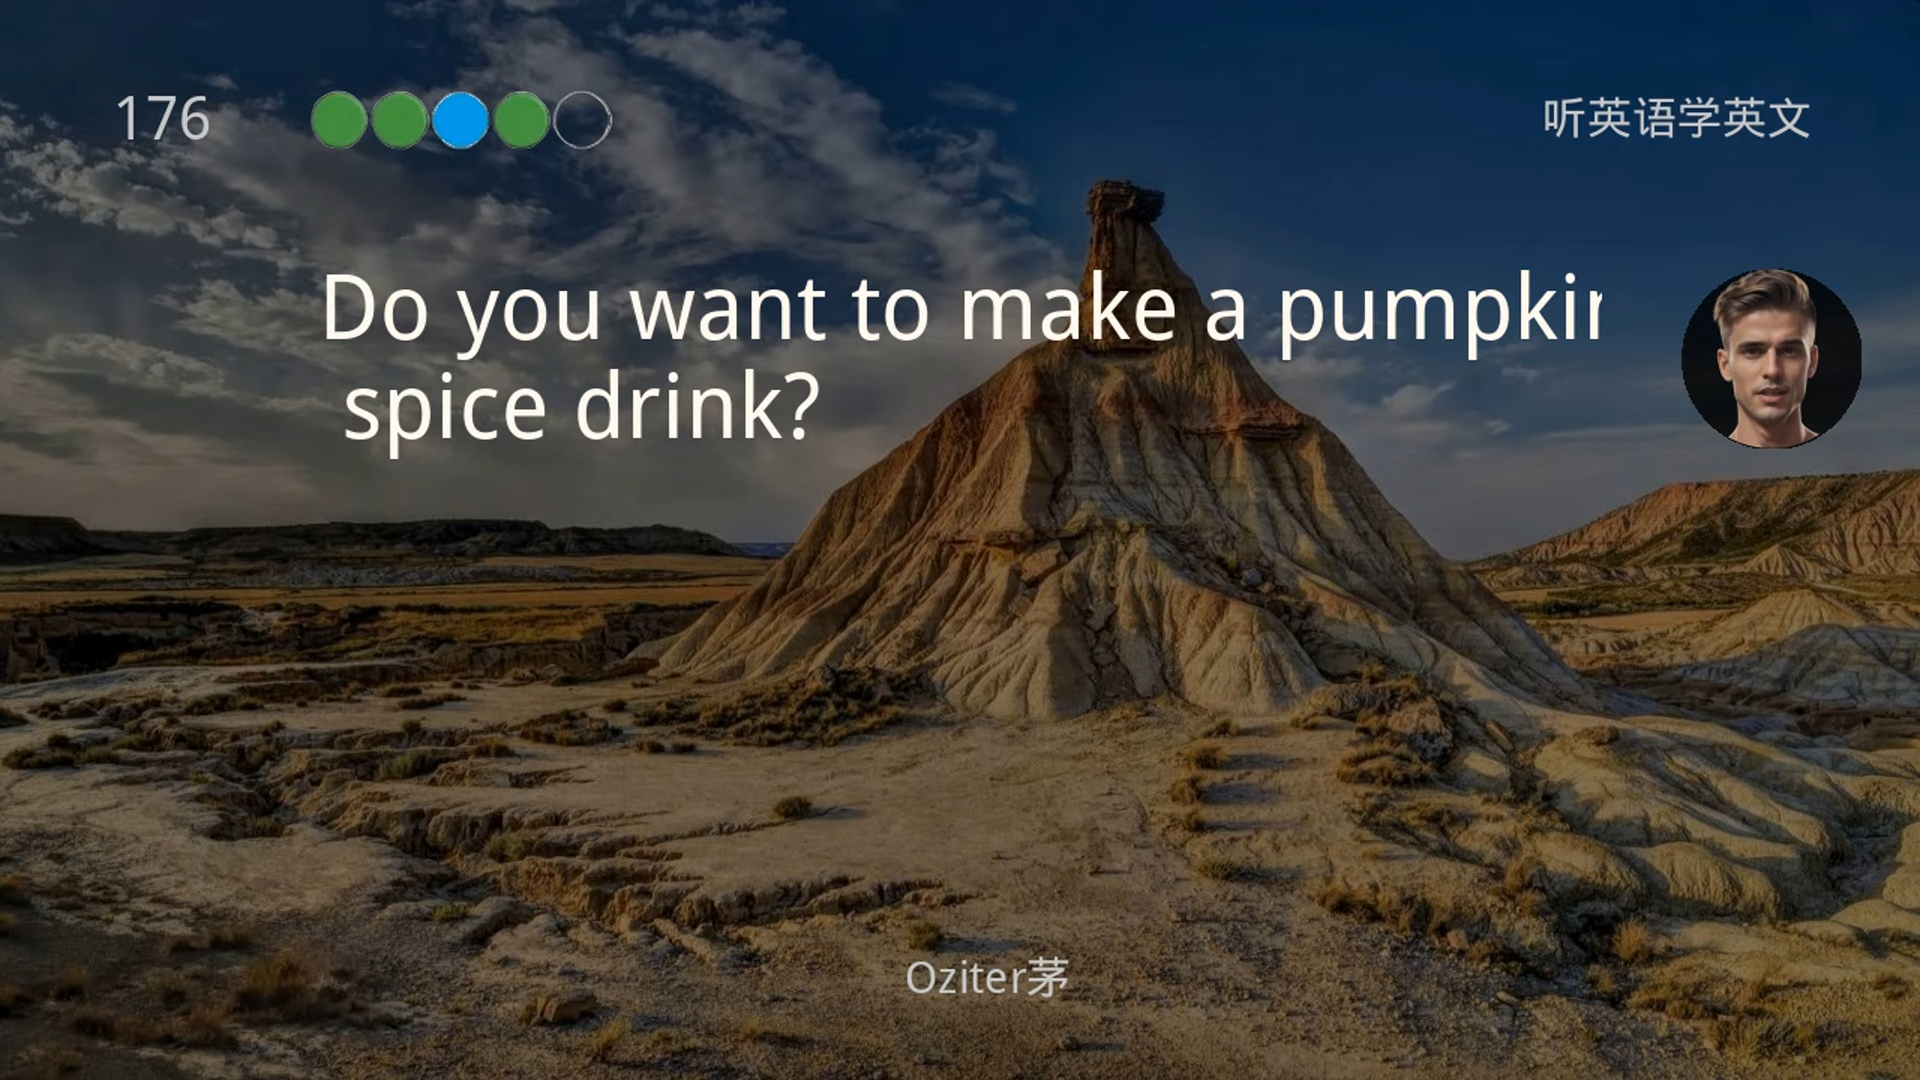 176
听英语学英文
Do you want to make a pumpkin
spice drink?
Oziter茅